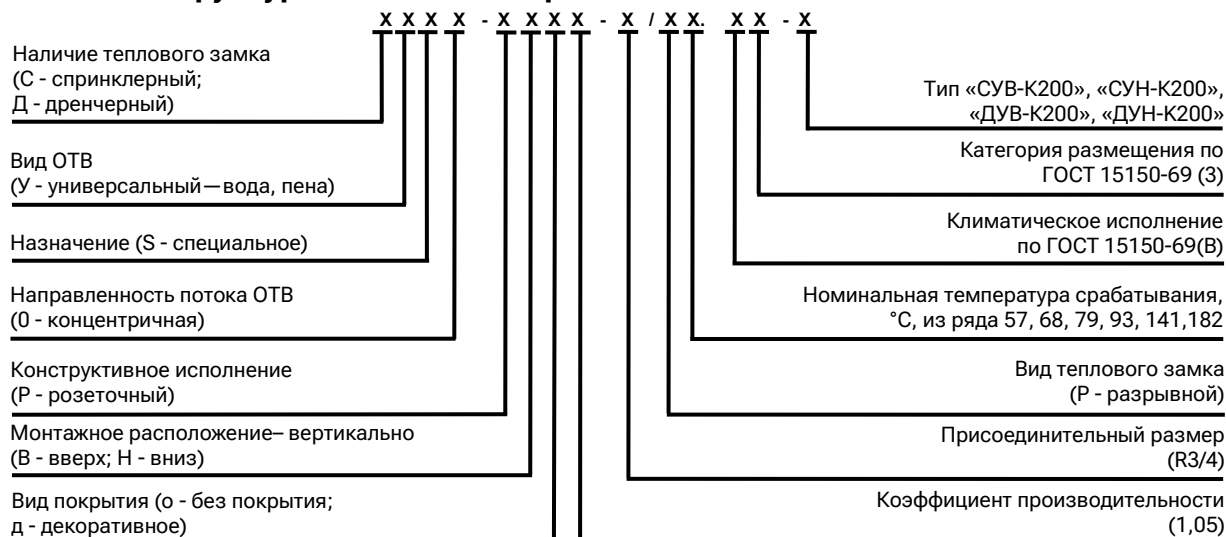 Х Х Х Х - Х Х Х Х - Х / Х Х. Х Х - Х
Наличие теплового замка
(С - спринклерный;
Д - дренчерный)
Вид ОТВ
(У - универсальный—вода, пена)
Назначение (S - специальное)
Направленность потока ОТВ
(0 - концентричная)
Конструктивное исполнение
(Р - розеточный)
Монтажное расположение– вертикально
(В - вверх; Н - вниз)
Вид покрытия (о - без покрытия;
д - декоративное)
Тип «СУВ-К200», «СУН-К200»,
«ДУВ-К200», «ДУН-К200»
Категория размещения по
ГОСТ 15150-69 (3)
Климатическое исполнение
по ГОСТ 15150-69(В)
Номинальная температура срабатывания,
°С, из ряда 57, 68, 79, 93, 141,182
Вид теплового замка
(Р - разрывной)
Присоединительный размер
(R3/4)
Коэффициент производительности
(1,05)